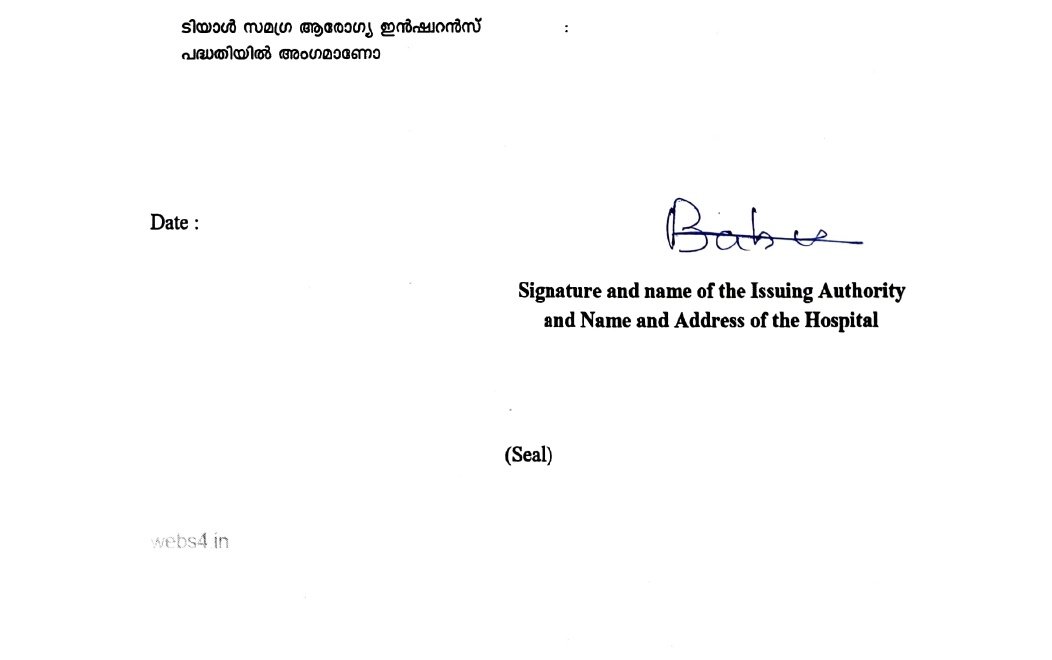 ടിയാൾ സമഗ്ര ആരോഗ്യ ഇൻഷ്വറൻസ് :
പദ്ധതിയിൽ അംഗമാണോ
Date :
Babu
Signature and name of the Issuing Authority
and Name and Address of the Hospital
(Seal)
webs4 in